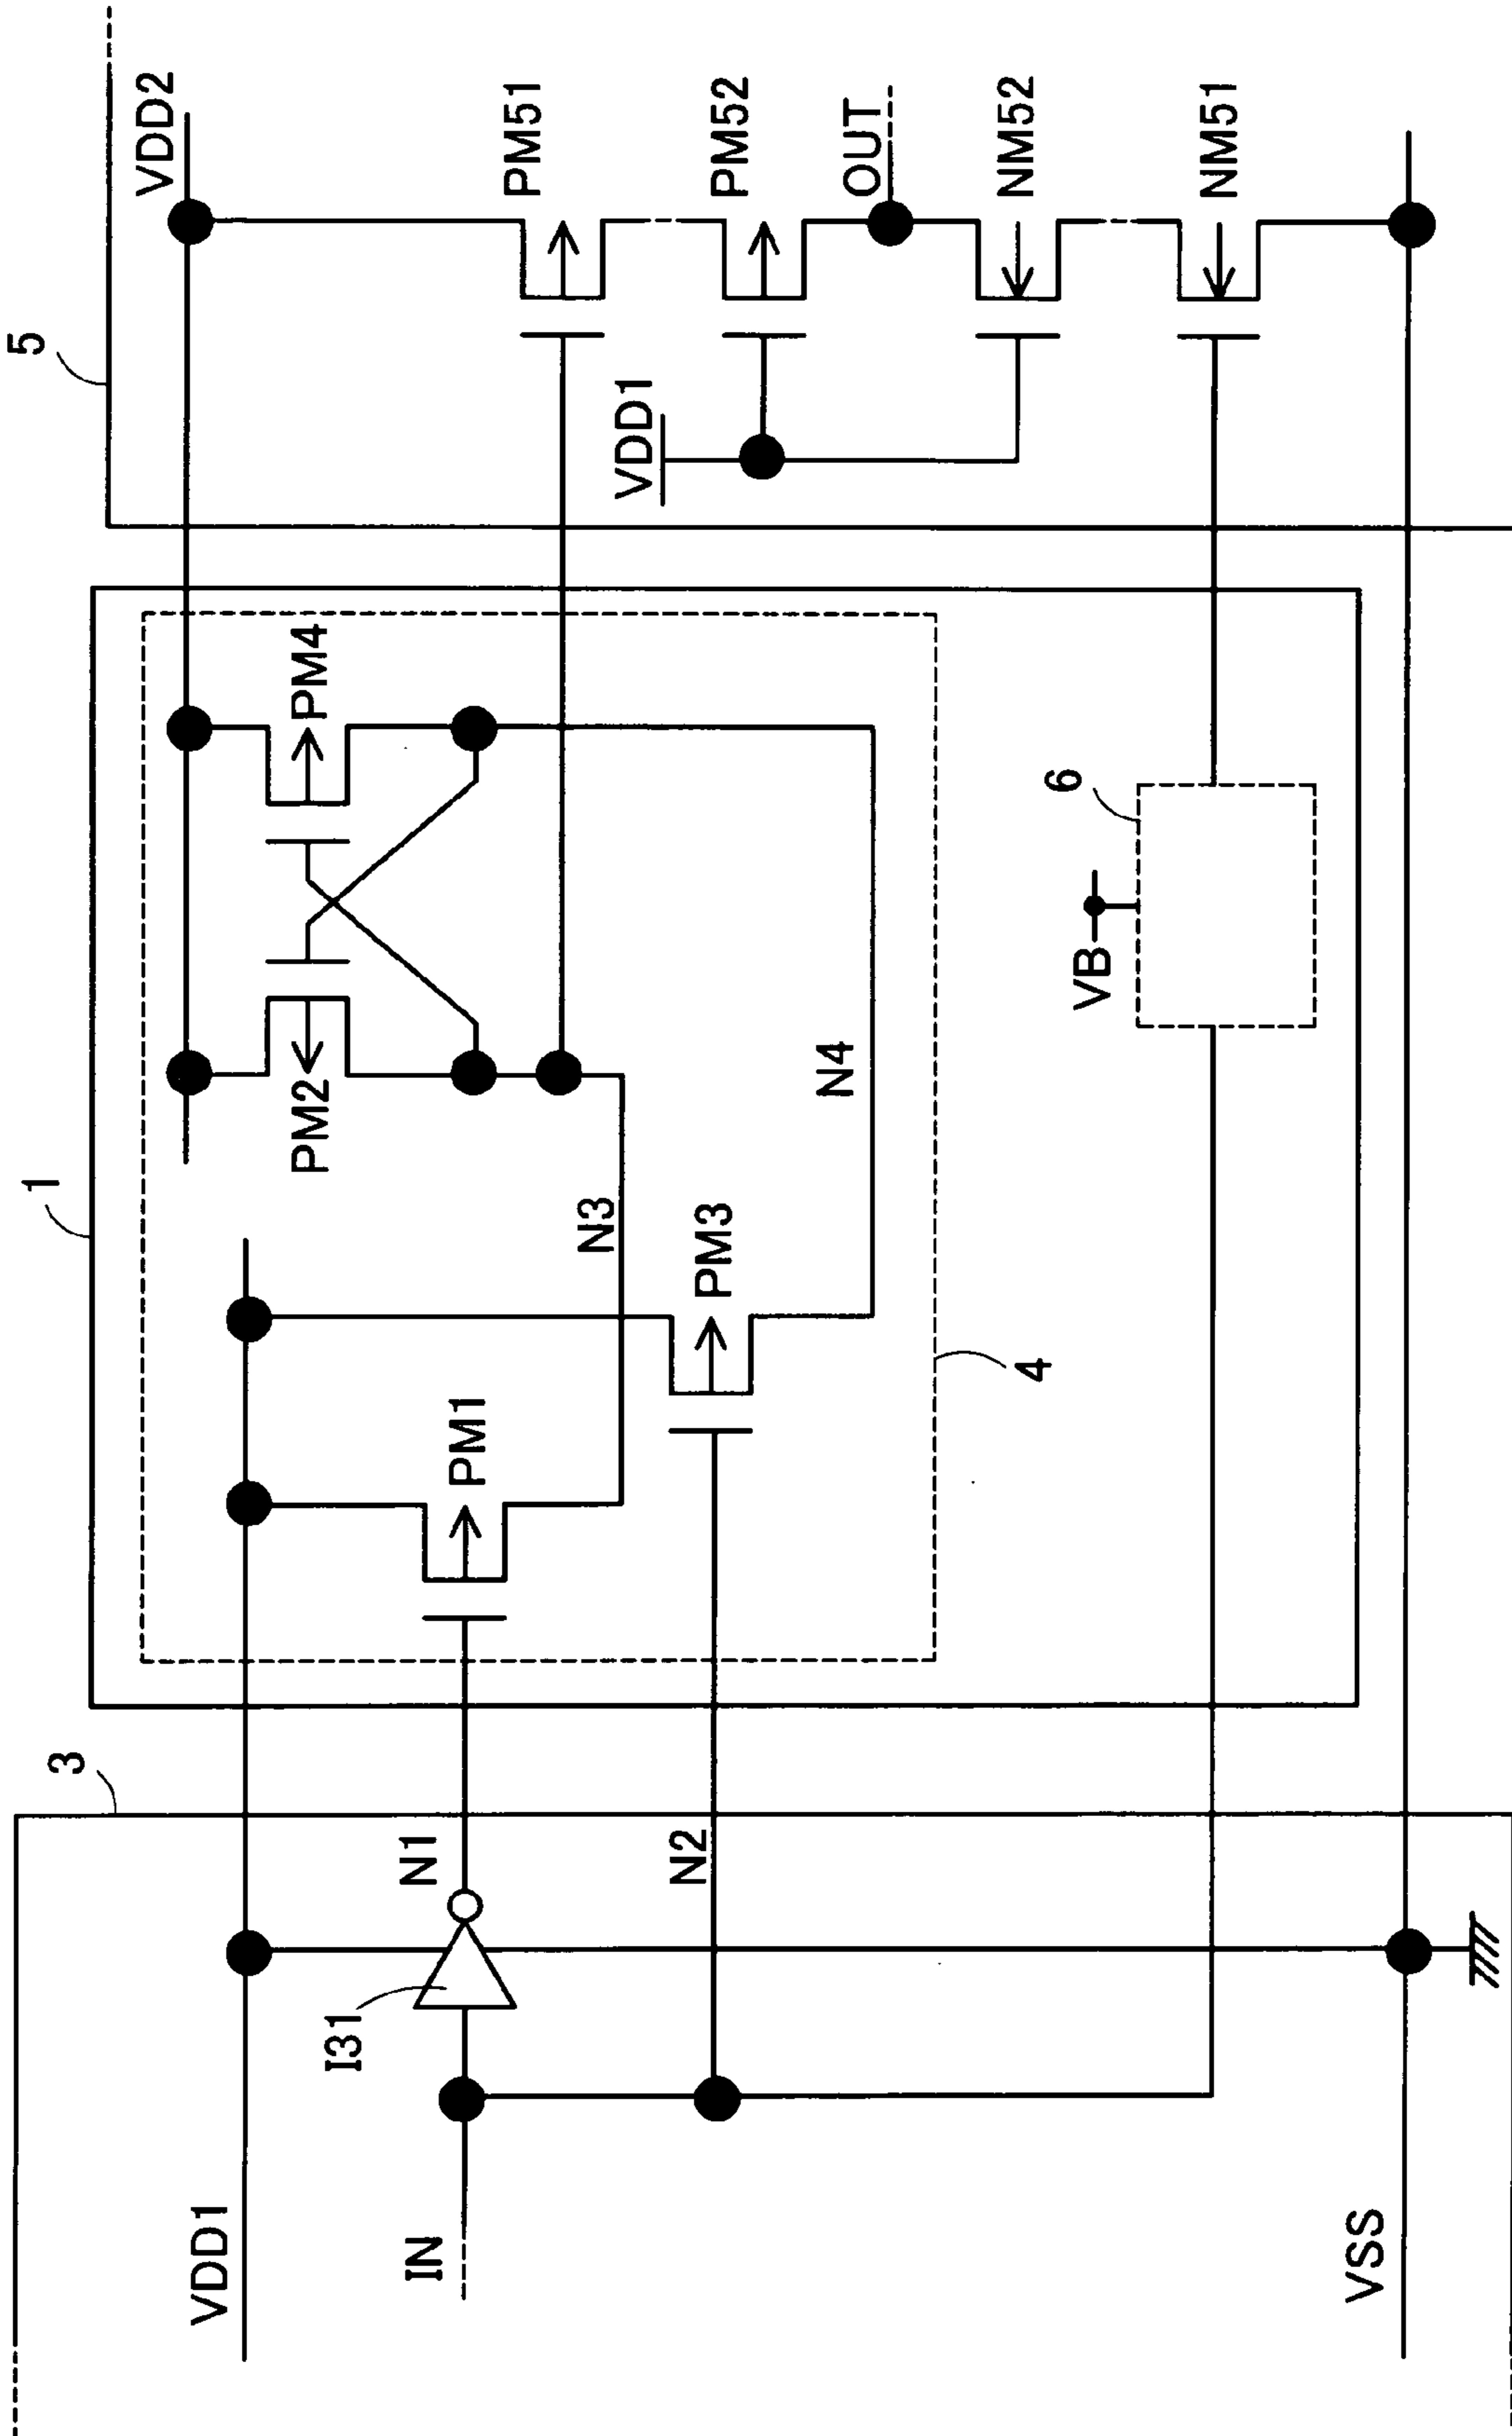 1
3
5
VDD2
VDD1
PM2
PM4
PM51
I31
N1
PM1
N3
IN
VDD1
PM52
N2
PM3
N4
OUT
4
VB
6
NM52
NM51
VSS